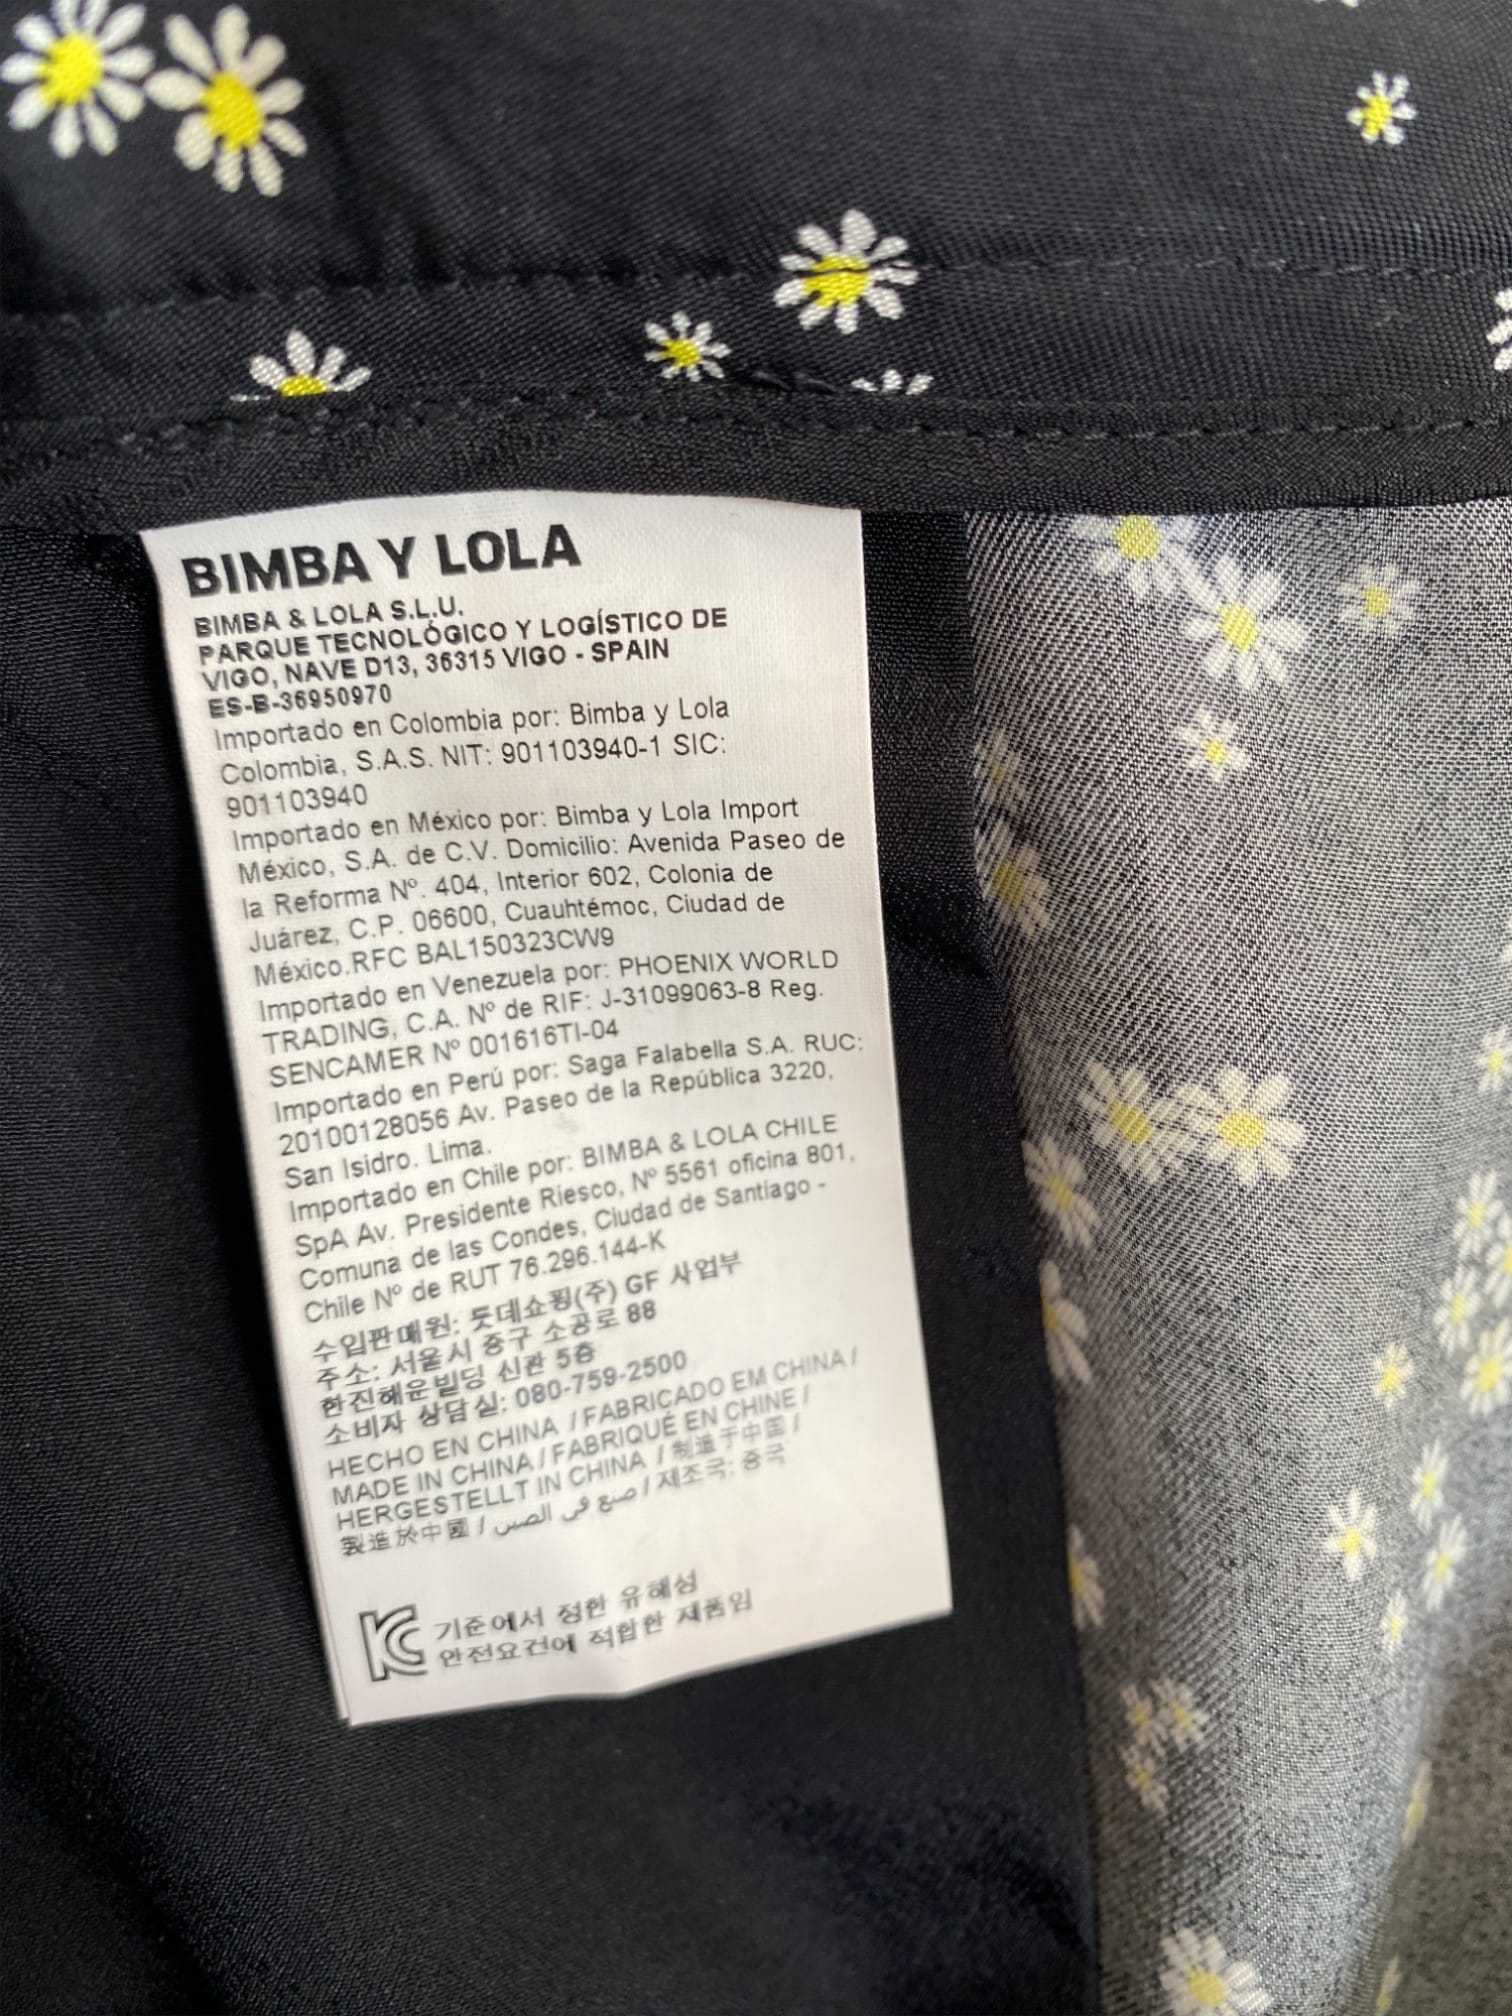 BIMBA Y LOLA
BIMBA & LOLA S.L.U.
PARQUE TECNOLÓGICO Y LOGÍSTICO DE
VIGO, NAVE D13, 36315 VIGO - SPAIN
ES-B-36950970
Importado en Colombia por: Bimba y Lola
Colombia, S.A.S. NIT: 901103940-1 SIC:
901103940
Importado en México por: Bimba y Lola Import
México, S.A. de C.V. Domicilio: Avenida Paseo de
la Reforma Nº. 404, Interior 602, Colonia de
Juárez, C.P. 06600, Cuauhtémoc, Ciudad de
México.RFC BAL150323CW9
Importado en Venezuela por: PHOENIX WORLD
TRADING, C.A. Nº de RIF: J-31099063-8 Reg.
SENCAMER Nº 001616TI-04
Importado en Perú por: Saga Falabella S.A. RUC:
20100128056 Av. Paseo de la República 3220,
San Isidro. Lima.
Importado en Chile por: BIMBA & LOLA CHILE
SpA Av. Presidente Riesco, Nº 5561 oficina 801,
Comuna de las Condes, Ciudad de Santiago -
Chile Nº de RUT 76.296.144-K
수입판매원: 롯데쇼핑(주) GF 사업부
주소: 서울시 중구 소공로 88
한진해운빌딩 신관 5층
소비자 상담실: 080-759-2500
HECHO EN CHINA / FABRICADO EM CHINA /
MADE IN CHINA / FABRIQUÉ EN CHINE /
HERGESTELLT IN CHINA / 制造于中国 /
製造於中國 / صنع في الصين / 제조국: 중국
KC 기준에서 정한 유해성
안전요건에 적합한 제품임